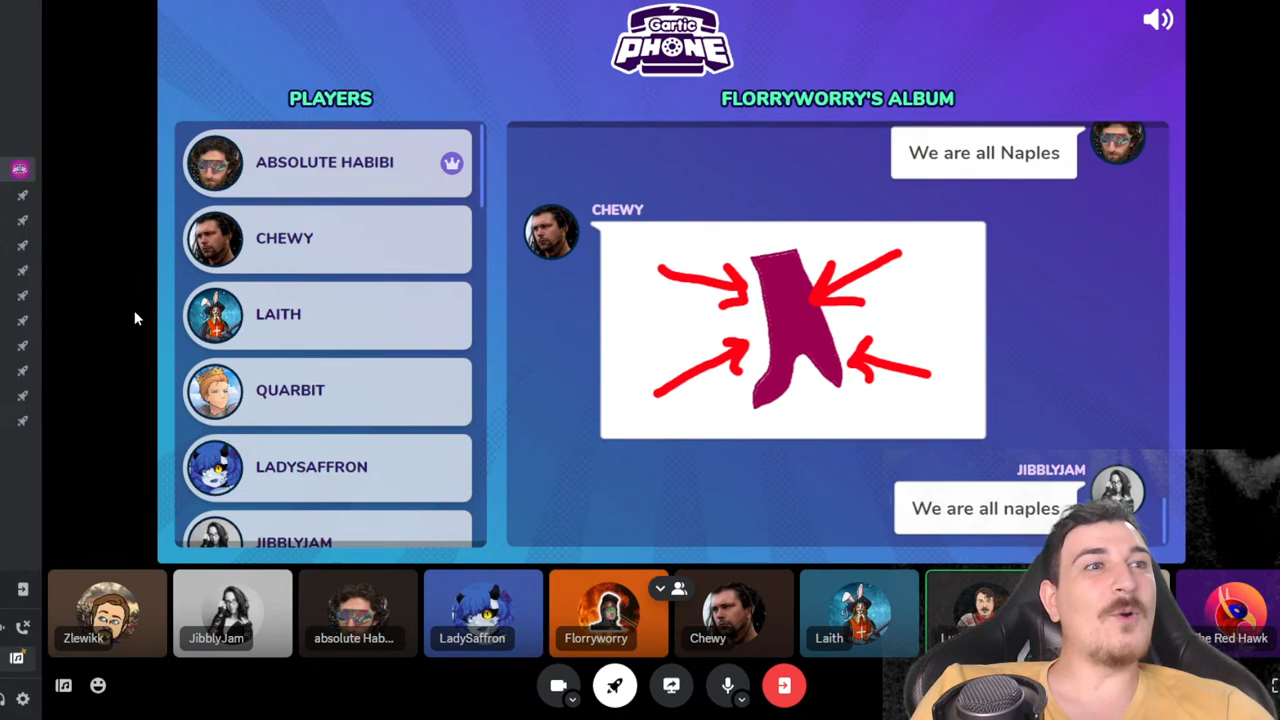 Gartic
PHONE
PLAYERS
FLORRYWORRY'S ALBUM
ABSOLUTE HABIBI
CHEWY
LAITH
QUARBIT
LADYSAFFRON
JIBBLYJAM
We are all Naples
CHEWY
JIBBLYJAM
We are all naples
Zlewikk
JibblyJam
absolute Hab...
LadySaffron
Florryworry
Chewy
Laith
The Red Hawk